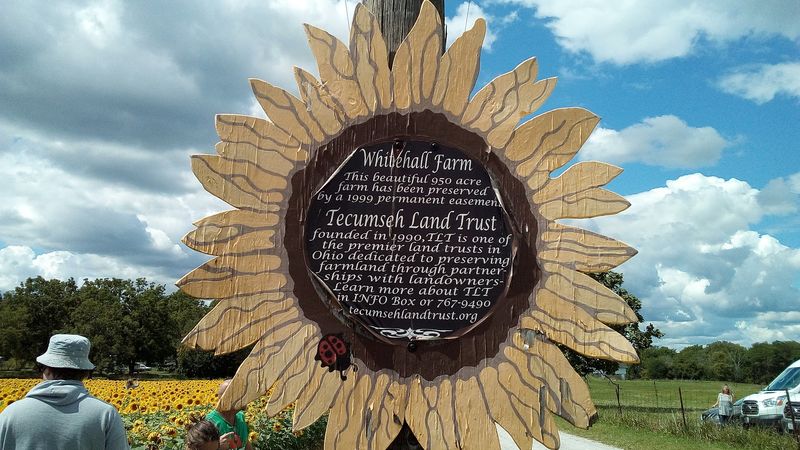 Whitehall Farm
This beautiful 950 acre
farm has been preserved
by a 1999 permanent easement
Tecumseh Land Trust
founded in 1990, TLT is one of
the premier land trusts in
Ohio dedicated to preserving
farmland through partner-
ships with landowners-
Learn more about TLT
in INFO Box or 767-9490
tecumsehlandtrust.org